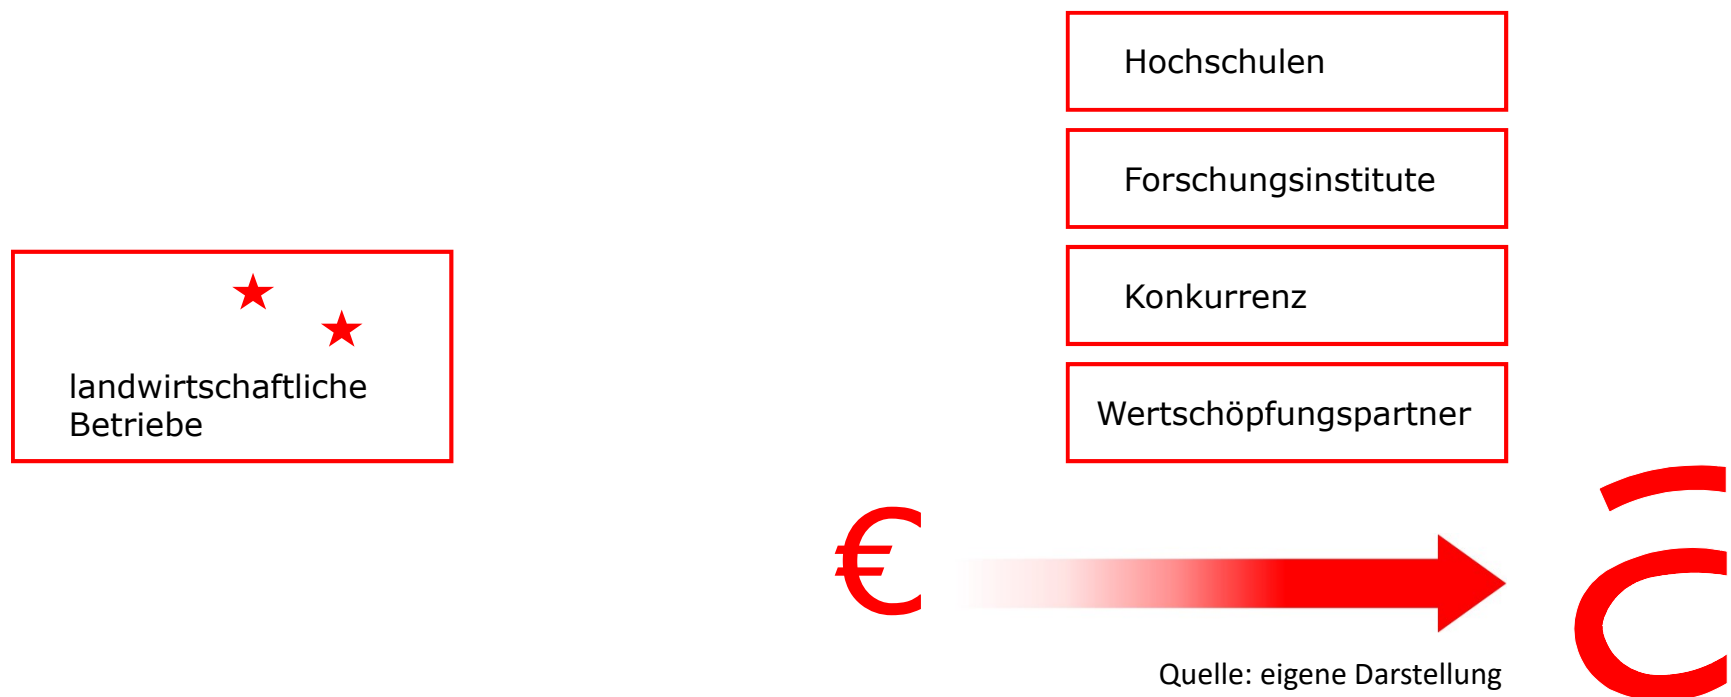 Hochschulen
Forschungsinstitute
Konkurrenz
landwirtschaftliche
Betriebe
Wertschöpfungspartner
€
Quelle: eigene Darstellung